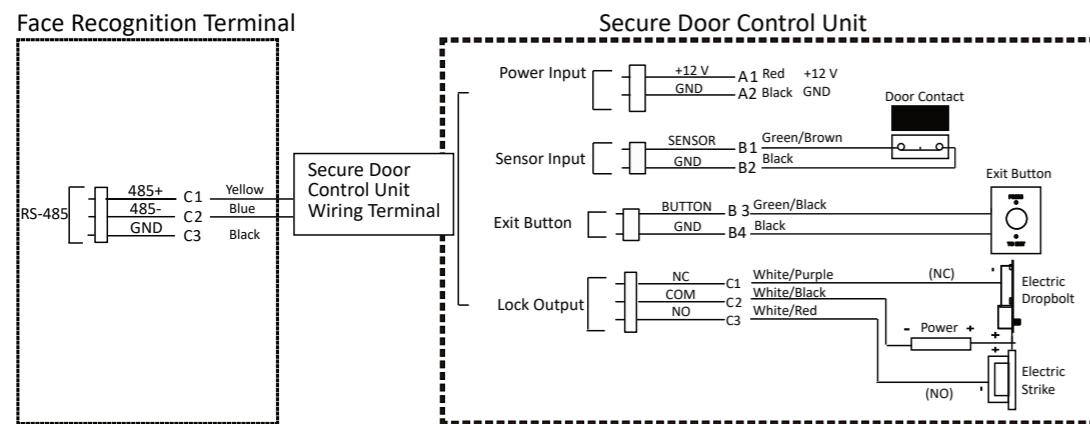 Face Recognition Terminal
RS-485
485+ C1 Yellow
485- C2 Blue
GND C3 Black
Secure Door
Control Unit
Wiring Terminal
Secure Door Control Unit
Power Input
+12 V A1 Red +12 V
GND A2 Black GND
Door Contact
Sensor Input
SENSOR B1 Green/Brown
GND B2 Black
Exit Button
Exit Button
BUTTON B 3 Green/Black
GND B4 Black
TO EXIT
Lock Output
NC C1 White/Purple (NC)
COM C2 White/Black
NO C3 White/Red
Electric
Dropbolt
- Power +
+
+
-
Electric
Strike
-
(NO)